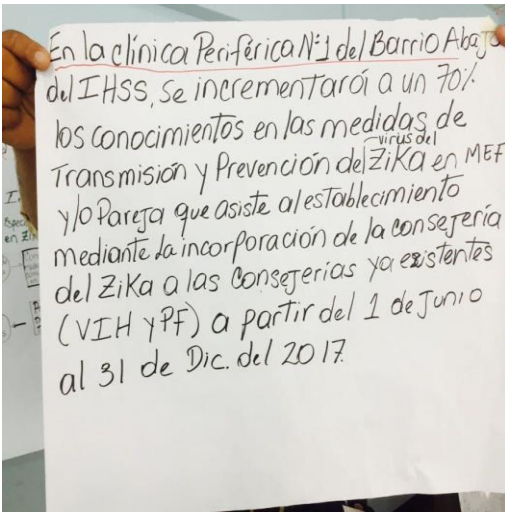 En la clínica Periférica Nº1 del Barrio Abajo
del IHSS, se incrementará a un 70%
los conocimientos en las medidas de
Transmisión y Prevención del virus del Zika en MEF
y/o Pareja que asiste al establecimiento
mediante la incorporación de la consejería
del Zika a las Consejerías ya existentes
(VIH y PF) a partir del 1 de Junio
al 31 de Dic. del 2017.